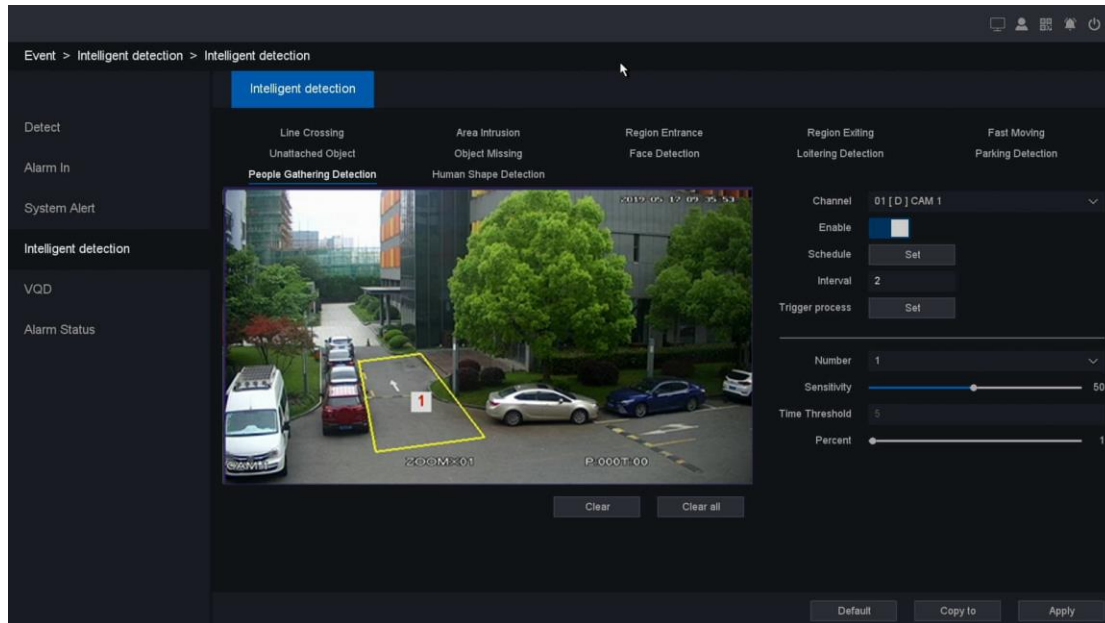 Event > Intelligent detection > Intelligent detection
Intelligent detection
Detect
Alarm In
System Alert
Intelligent detection
VQD
Alarm Status
Line Crossing Area Intrusion Region Entrance Region Exiting Fast Moving
Unattached Object Object Missing Face Detection Loitering Detection Parking Detection
People Gathering Detection Human Shape Detection
2019-05-17 09:35:53
1
CAM1
ZOOM:X01
P:000T:00
Clear Clear all
Channel 01 [ D ] CAM 1
Enable
Schedule Set
Interval 2
Trigger process Set
Number 1
Sensitivity 50
Time Threshold 5
Percent 1
Default Copy to Apply